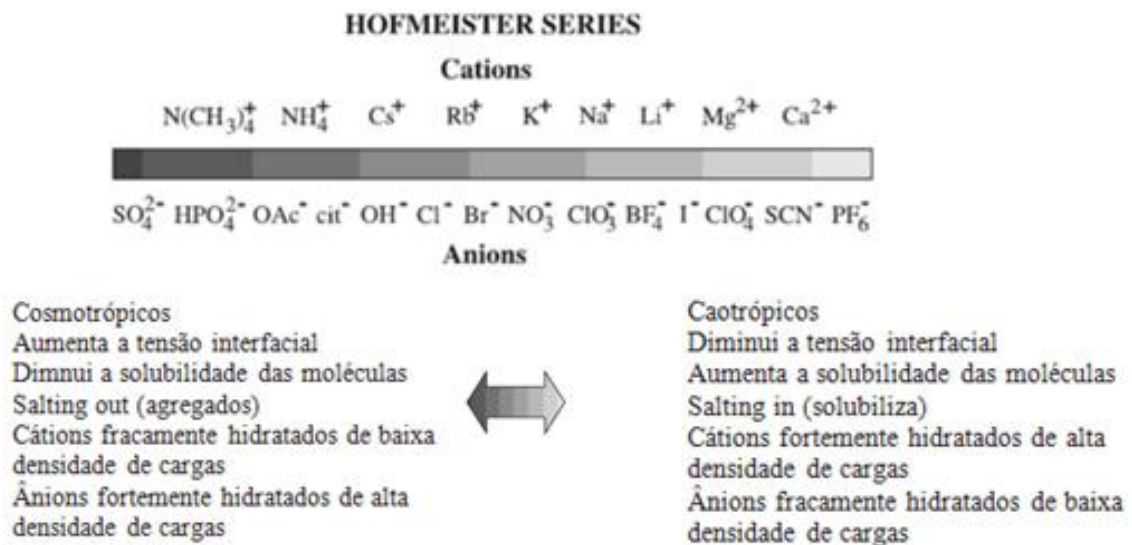 HOFMEISTER SERIES
Cations
N(CH₃)₄⁺ NH₄⁺ Cs⁺ Rb⁺ K⁺ Na⁺ Li⁺ Mg²⁺ Ca²⁺
SO₄²⁻ HPO₄²⁻ OAc⁻ cit⁻ OH⁻ Cl⁻ Br⁻ NO₃⁻ ClO₃⁻ BF₄⁻ I⁻ ClO₄⁻ SCN⁻ PF₆⁻
Anions
Cosmotrópicos
Aumenta a tensão interfacial
Dimnui a solubilidade das moléculas
Salting out (agregados)
Cátions fracamente hidratados de baixa
densidade de cargas
Ânions fortemente hidratados de alta
densidade de cargas
Caotrópicos
Diminui a tensão interfacial
Aumenta a solubilidade das moléculas
Salting in (solubiliza)
Cátions fortemente hidratados de alta
densidade de cargas
Ânions fracamente hidratados de baixa
densidade de cargas